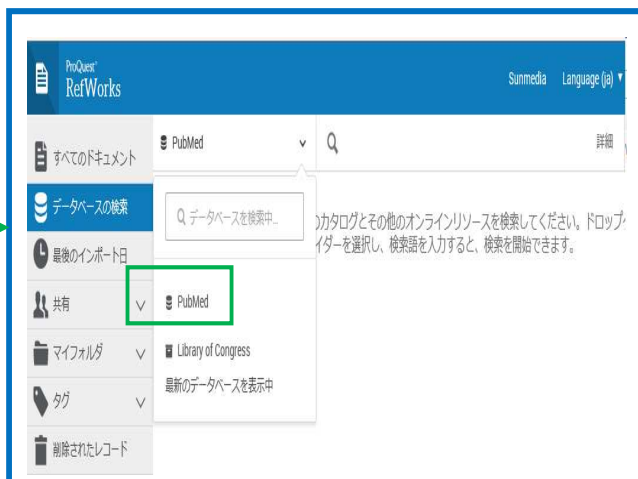 ProQuest®
RefWorks
Sunmedia Language (ja)
すべてのドキュメント
PubMed
詳細
データベースの検索
データベースを検索中...
カタログとその他のオンラインリソースを検索してください。ドロップ
イダーを選択し、検索語を入力すると、検索を開始できます。
最後のインポート日
共有
PubMed
マイフォルダ
Library of Congress
最新のデータベースを表示中
タグ
削除されたレコード